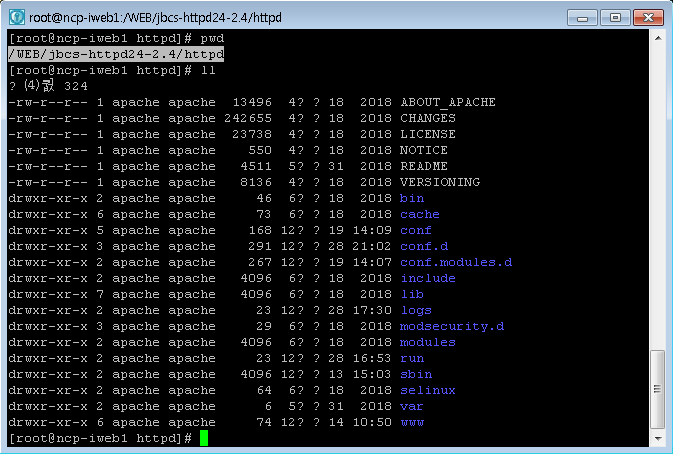 root@ncp-iweb1:/WEB/jbcs-httpd24-2.4/httpd
[root@ncp-iweb1 httpd]# pwd
/WEB/jbcs-httpd24-2.4/httpd
[root@ncp-iweb1 httpd]# ll
? ⑷쿬 324
-rw-r--r-- 1 apache apache  13496  4? ? 18  2018 ABOUT_APACHE
-rw-r--r-- 1 apache apache 242655  4? ? 18  2018 CHANGES
-rw-r--r-- 1 apache apache  23738  4? ? 18  2018 LICENSE
-rw-r--r-- 1 apache apache    550  4? ? 18  2018 NOTICE
-rw-r--r-- 1 apache apache   4511  5? ? 31  2018 README
-rw-r--r-- 1 apache apache   8136  4? ? 18  2018 VERSIONING
drwxr-xr-x 2 apache apache     46  6? ? 18  2018 bin
drwxr-xr-x 6 apache apache     73  6? ? 18  2018 cache
drwxr-xr-x 5 apache apache    168 12? ? 19 14:09 conf
drwxr-xr-x 3 apache apache    291 12? ? 28 21:02 conf.d
drwxr-xr-x 2 apache apache    267 12? ? 19 14:07 conf.modules.d
drwxr-xr-x 2 apache apache   4096  6? ? 18  2018 include
drwxr-xr-x 7 apache apache   4096  6? ? 18  2018 lib
drwxr-xr-x 2 apache apache     23 12? ? 28 17:30 logs
drwxr-xr-x 3 apache apache     29  6? ? 18  2018 modsecurity.d
drwxr-xr-x 2 apache apache   4096  6? ? 18  2018 modules
drwxr-xr-x 2 apache apache     23 12? ? 28 16:53 run
drwxr-xr-x 2 apache apache   4096 12? ? 13 15:03 sbin
drwxr-xr-x 2 apache apache     64  6? ? 18  2018 selinux
drwxr-xr-x 2 apache apache      6  5? ? 31  2018 var
drwxr-xr-x 6 apache apache     74 12? ? 14 10:50 www
[root@ncp-iweb1 httpd]#